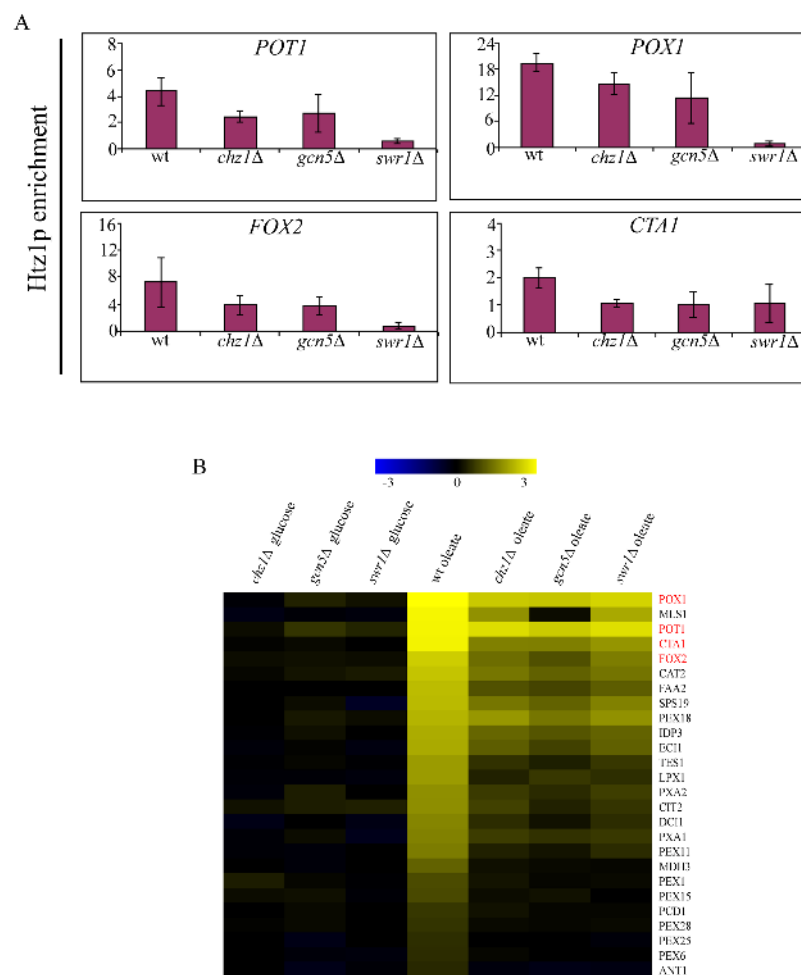 A
Htz1p enrichment
POT1
8
6
4
2
0
wt chz1Δ gcn5Δ swr1Δ
POX1
24
18
12
6
0
wt chz1Δ gcn5Δ swr1Δ
FOX2
16
12
8
4
0
wt chz1Δ gcn5Δ swr1Δ
CTA1
4
3
2
1
0
wt chz1Δ gcn5Δ swr1Δ
B
-3 0 3
chz1Δ glucose
gcn5Δ glucose
swr1Δ glucose
wt oleate
chz1Δ oleate
gcn5Δ oleate
swr1Δ oleate
POX1
MLS1
POT1
CTA1
FOX2
CAT2
FAA2
SPS19
PEX18
IDP3
ECI1
TES1
LPX1
PXA2
CIT2
DCI1
PXA1
PEX11
MDH3
PEX1
PEX15
PCD1
PEX28
PEX25
PEX6
ANT1